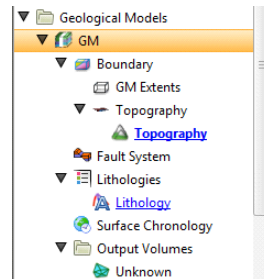 Geological Models
GM
Boundary
GM Extents
Topography
Topography
Fault System
Lithologies
Lithology
Surface Chronology
Output Volumes
Unknown